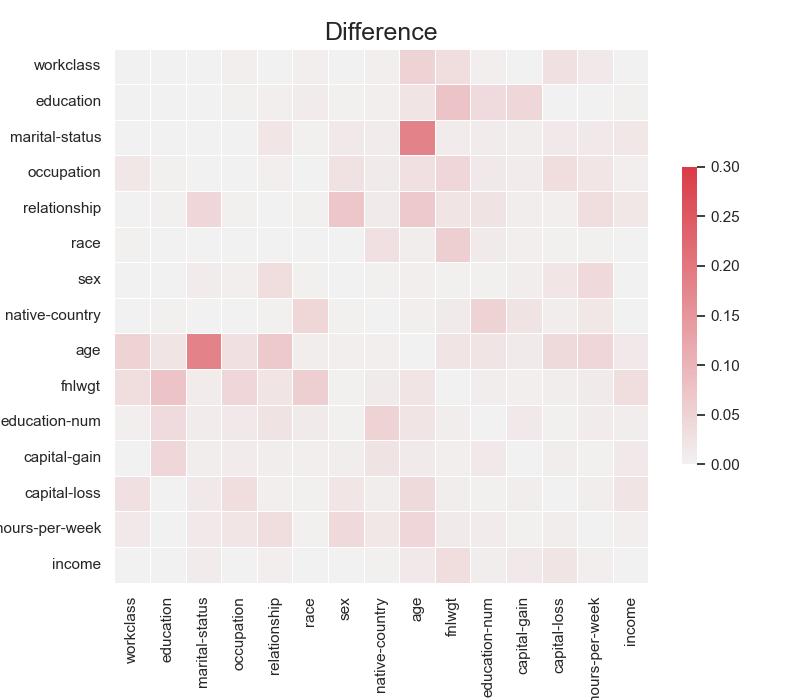 Difference
workclass
education
marital-status
occupation
relationship
race
sex
native-country
age
fnlwgt
education-num
capital-gain
capital-loss
hours-per-week
income
0.30
0.25
0.20
0.15
0.10
0.05
0.00
workclass
education
marital-status
occupation
relationship
race
sex
native-country
age
fnlwgt
education-num
capital-gain
capital-loss
hours-per-week
income